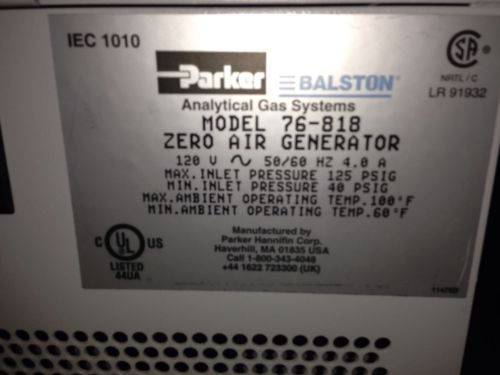 IEC 1010
Parker BALSTON®
Analytical Gas Systems
NRTL / C
LR 91932
MODEL 76-818
ZERO AIR GENERATOR
120 V ~ 50/60 HZ 4.0 A
MAX.INLET PRESSURE 125 PSIG
MIN.INLET PRESSURE 40 PSIG
MAX.AMBIENT OPERATING TEMP.100°F
MIN.AMBIENT OPERATING TEMP.60°F
C UL US
LISTED
44UA
Manufactured by
Parker Hannifin Corp.
Haverhill, MA 01835 USA
Call 1-800-343-4048
+44 1622 723300 (UK)